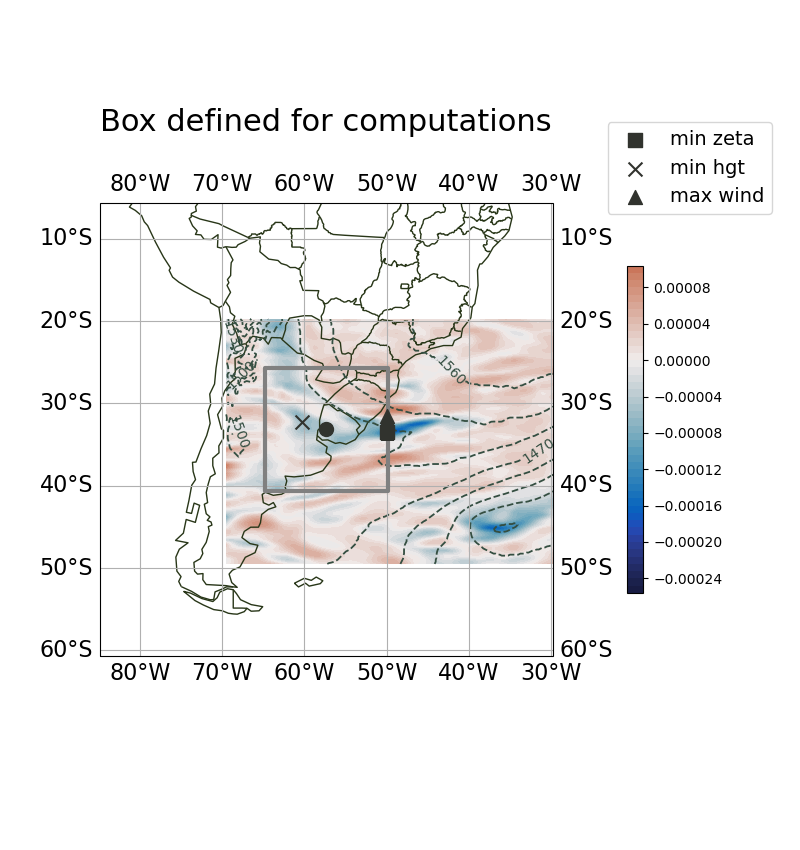 Box defined for computations
min zeta
min hgt
max wind
80°W 70°W 60°W 50°W 40°W 30°W
10°S 10°S
20°S 20°S
30°S 30°S
40°S 40°S
50°S 50°S
60°S 60°S
80°W 70°W 60°W 50°W 40°W 30°W
1560
1500
1470
0.00008
0.00004
0.00000
−0.00004
−0.00008
−0.00012
−0.00016
−0.00020
−0.00024